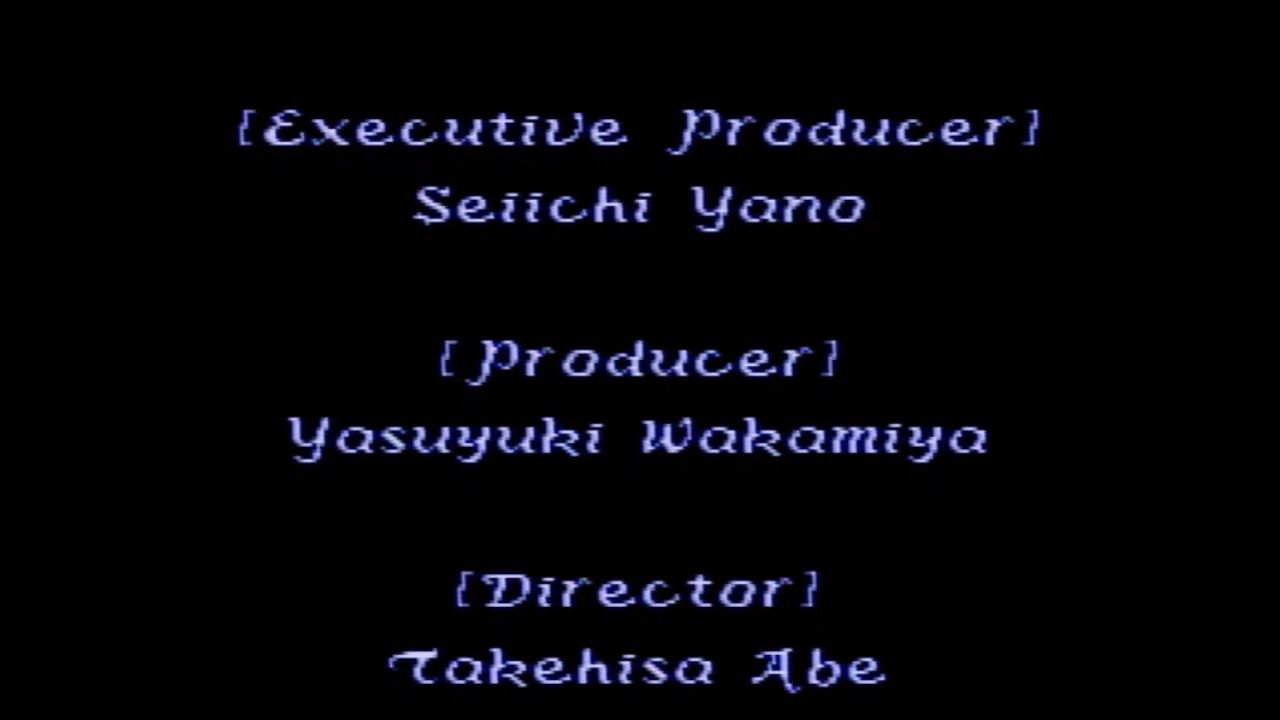 [Executive Producer]
Seiichi Yano
[Producer]
Yasuyuki Wakamiya
[Director]
Takehisa Abe